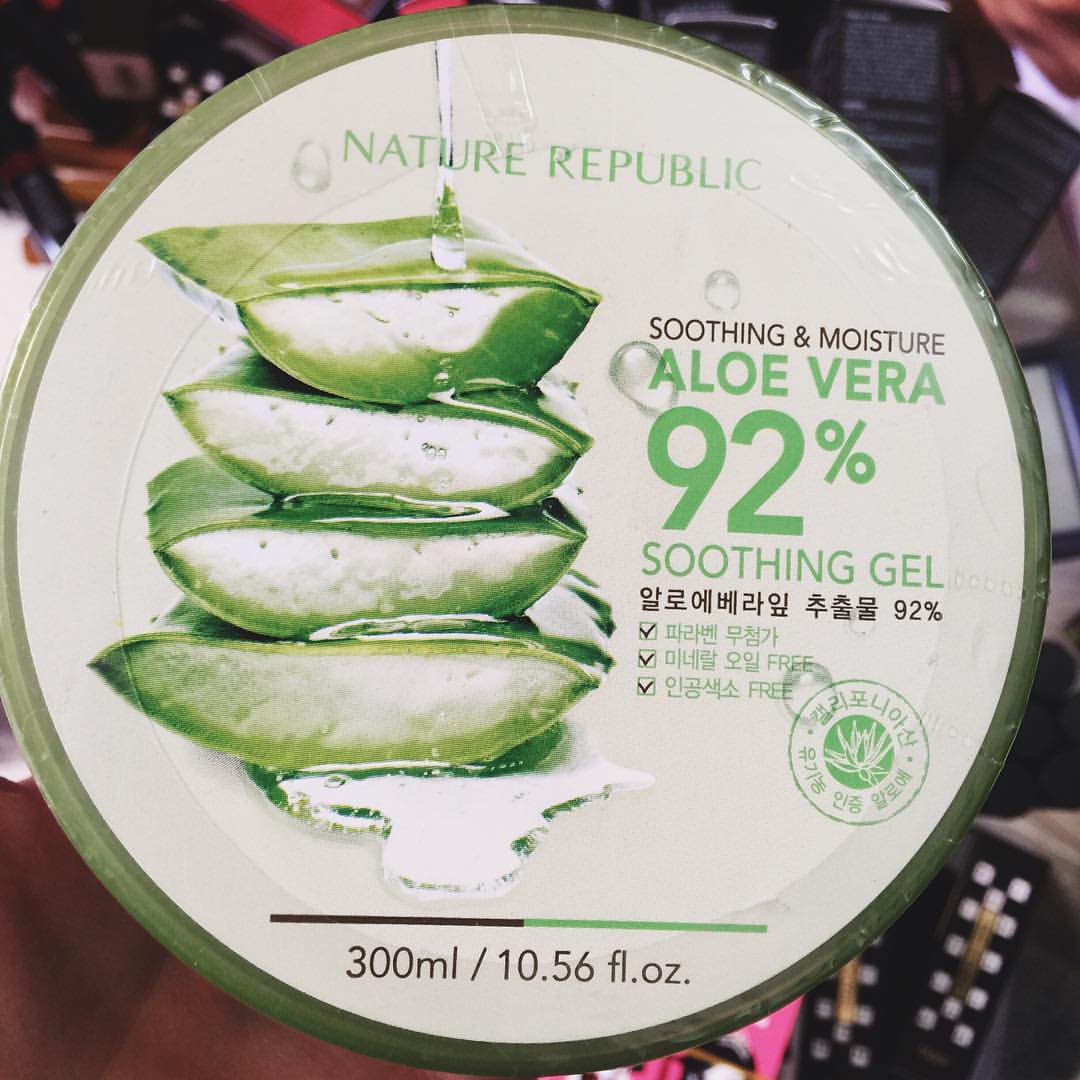 NATURE REPUBLIC
SOOTHING & MOISTURE
ALOE VERA
92%
SOOTHING GEL
알로에베라잎 추출물 92%
파라벤 무첨가
미네랄 오일 FREE
인공색소 FREE
캘리포니아산
유기농 인증 알로에
300ml / 10.56 fl.oz.